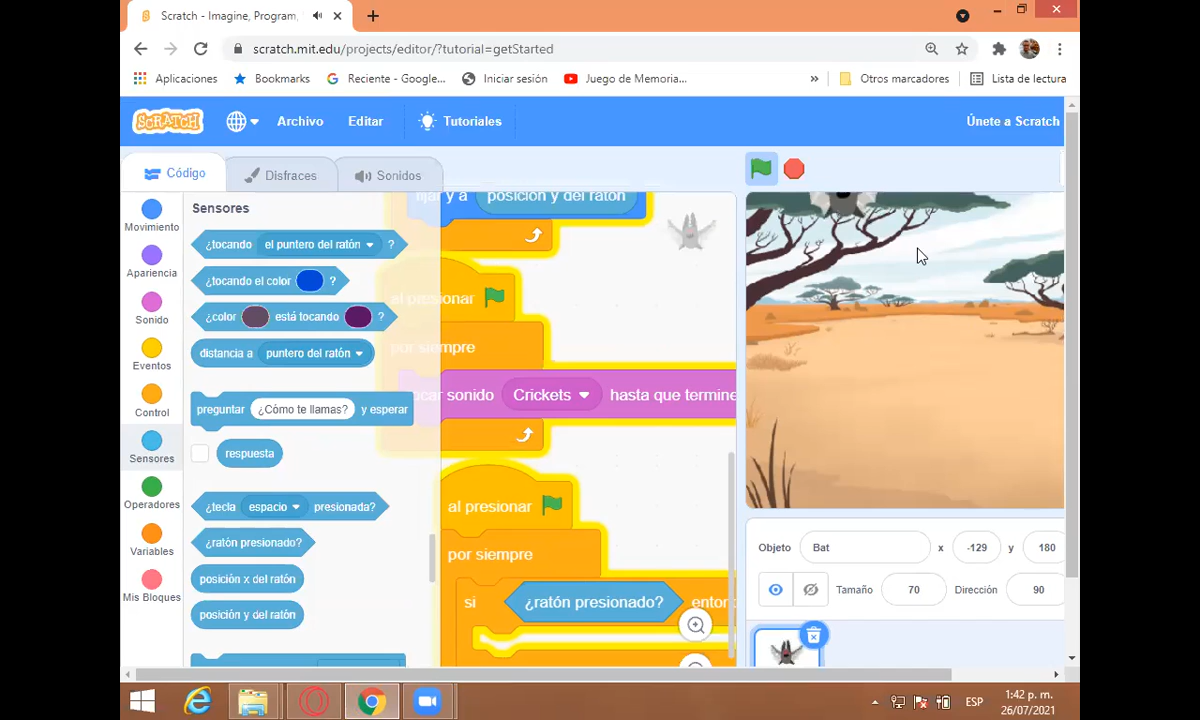 Scratch - Imagine, Program,
scratch.mit.edu/projects/editor/?tutorial=getStarted
Aplicaciones Bookmarks Reciente - Google... Iniciar sesión Juego de Memoria... » Otros marcadores Lista de lectura
SCRATCH Archivo Editar Tutoriales Únete a Scratch
Código Disfraces Sonidos
Movimiento
Apariencia
Sonido
Eventos
Control
Sensores
Operadores
Variables
Mis Bloques
Sensores
¿tocando el puntero del ratón ?
¿tocando el color ?
¿color está tocando ?
distancia a puntero del ratón
preguntar ¿Cómo te llamas? y esperar
respuesta
¿tecla espacio presionada?
¿ratón presionado?
posición x del ratón
posición y del ratón
fijar y a posición y del ratón
al presionar
por siempre
ocar sonido Crickets hasta que termine
al presionar
por siempre
si ¿ratón presionado? enton
Objeto Bat x -129 y 180
Tamaño 70 Dirección 90
ESP
1:42 p. m.
26/07/2021